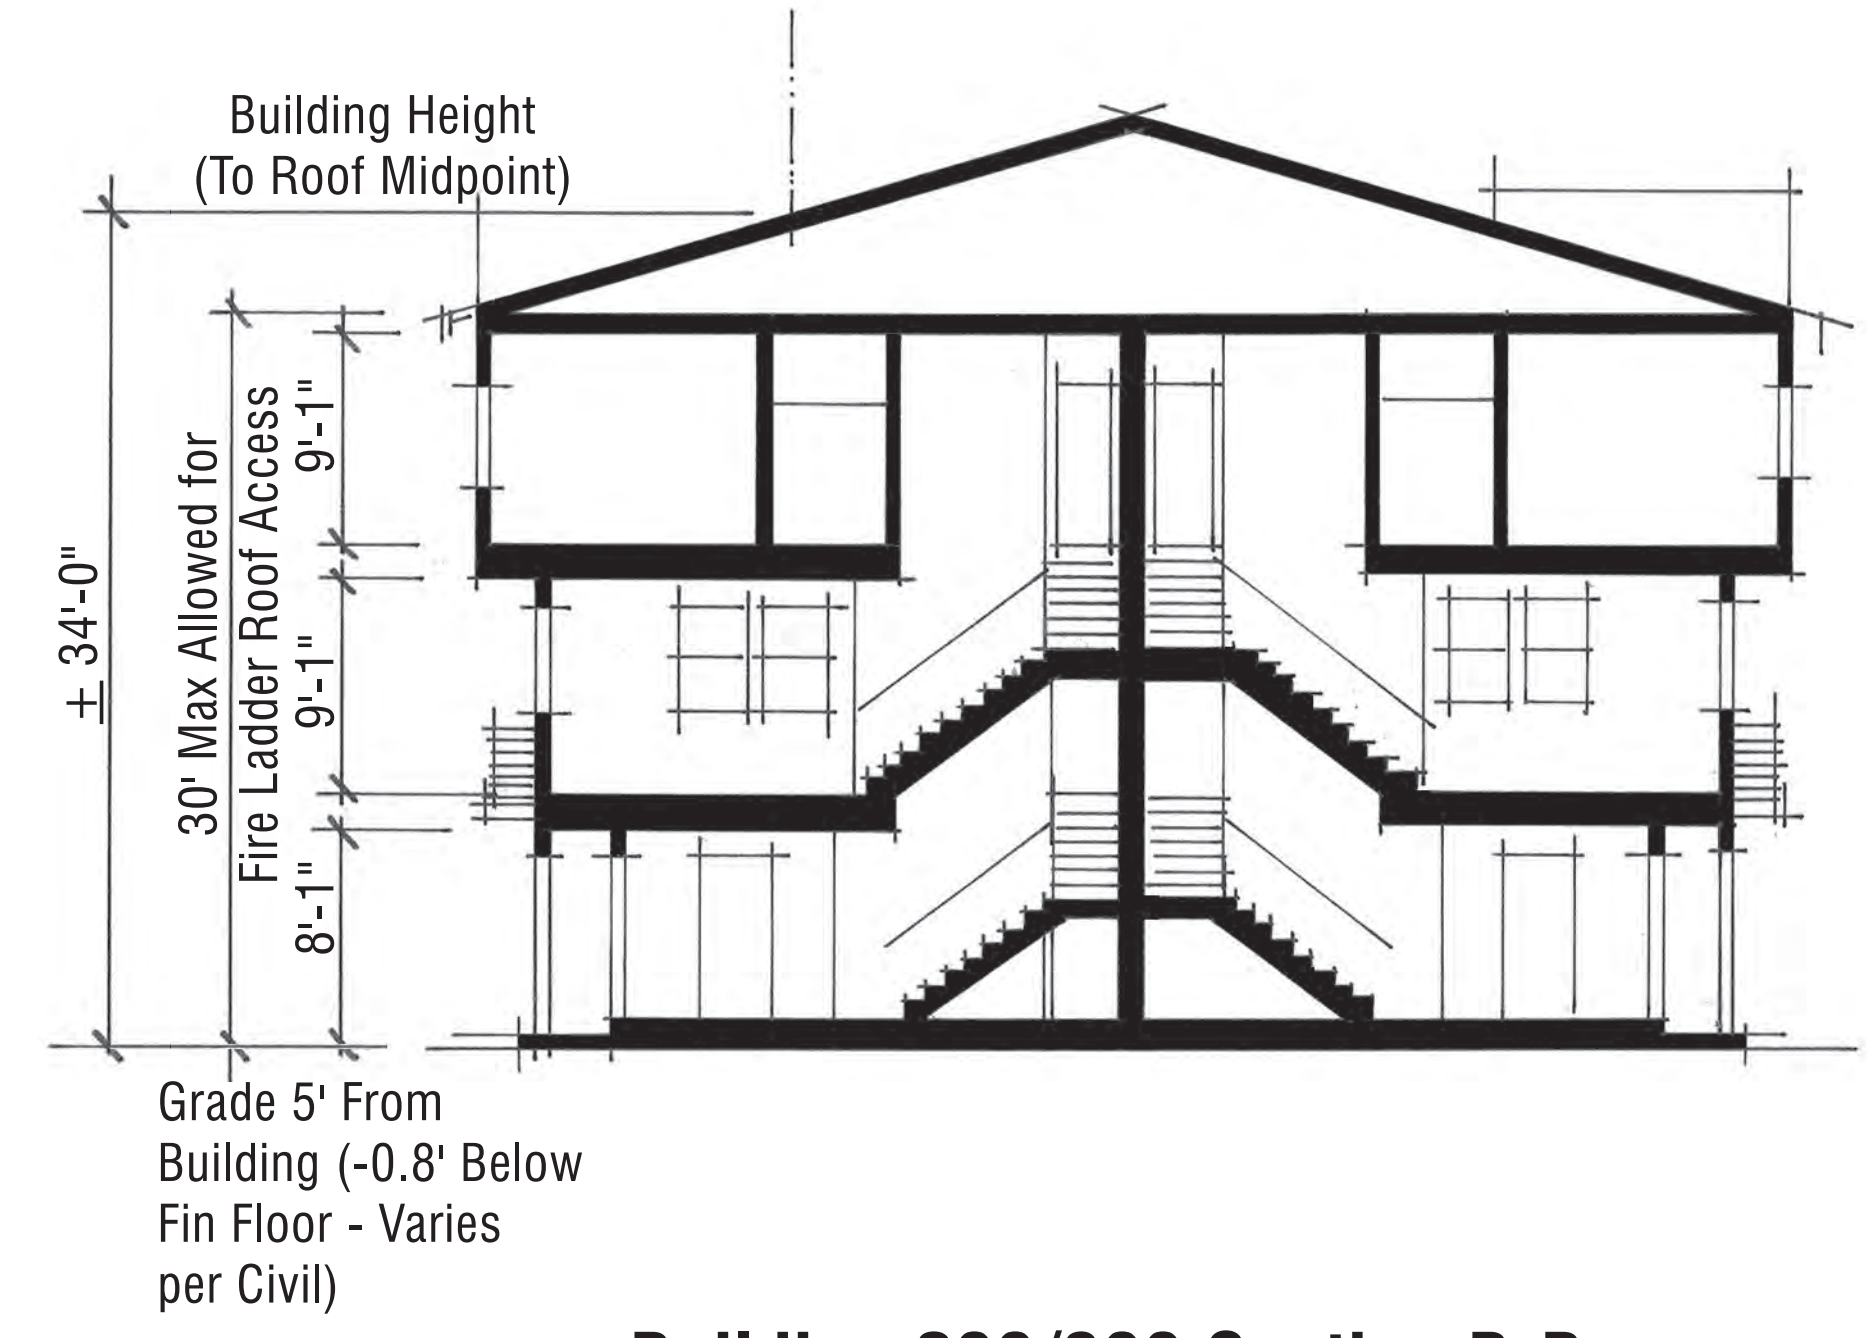 Building Height
(To Roof Midpoint)
± 34'-0"
30' Max Allowed for
Fire Ladder Roof Access
9'-1"
9'-1"
8'-1"
Grade 5' From
Building (-0.8' Below
Fin Floor - Varies
per Civil)